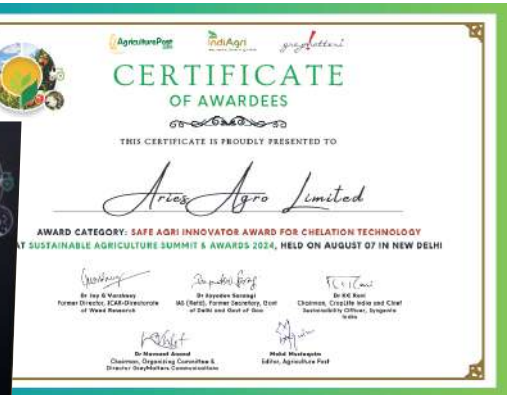 AgriculturePost
IndiAgri
CERTIFICATE
OF AWARDEES
THIS CERTIFICATE IS PROUDLY PRESENTED TO
Aries Agro Limited
AWARD CATEGORY: SAFE AGRI INNOVATOR AWARD FOR CHELATION TECHNOLOGY
AT SUSTAINABLE AGRICULTURE SUMMIT & AWARDS 2024, HELD ON AUGUST 07 IN NEW DELHI
Dr Jay G Varshney
Former Director, ICAR-Directorate
of Weed Research
Dr Jayadev Sarangi
IAS (Retd), Former Secretary, Govt
of Delhi and Govt of Goa
Dr KC Ravi
Chairman, CropLife India and Chief
Sustainability Officer, Syngenta
India
Dr Navneet Anand
Chairman, Organizing Committee &
Director GreyMatters Communications
Mohd Mustaquim
Editor, Agriculture Post